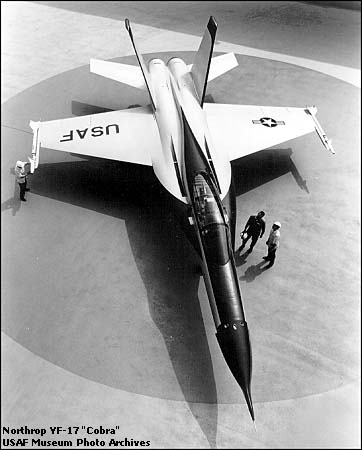 USAF
Northrop YF-17 "Cobra"
USAF Museum Photo Archives